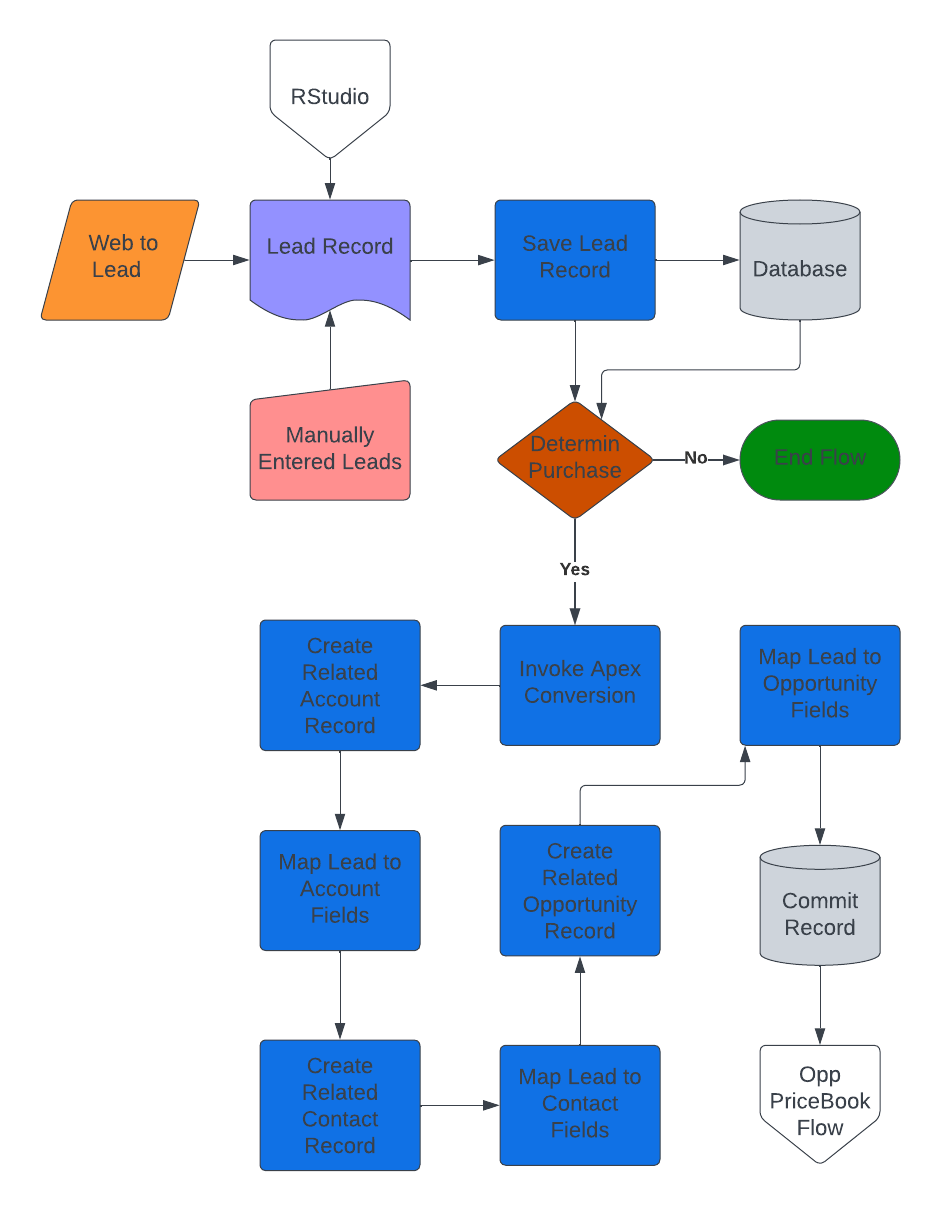 RStudio
Web to
Lead
Lead Record
Save Lead
Record
Database
Manually
Entered Leads
Determin
Purchase
No
End Flow
Yes
Create
Related
Account
Record
Invoke Apex
Conversion
Map Lead to
Opportunity
Fields
Map Lead to
Account
Fields
Create
Related
Opportunity
Record
Commit
Record
Create
Related
Contact
Record
Map Lead to
Contact
Fields
Opp
PriceBook
Flow